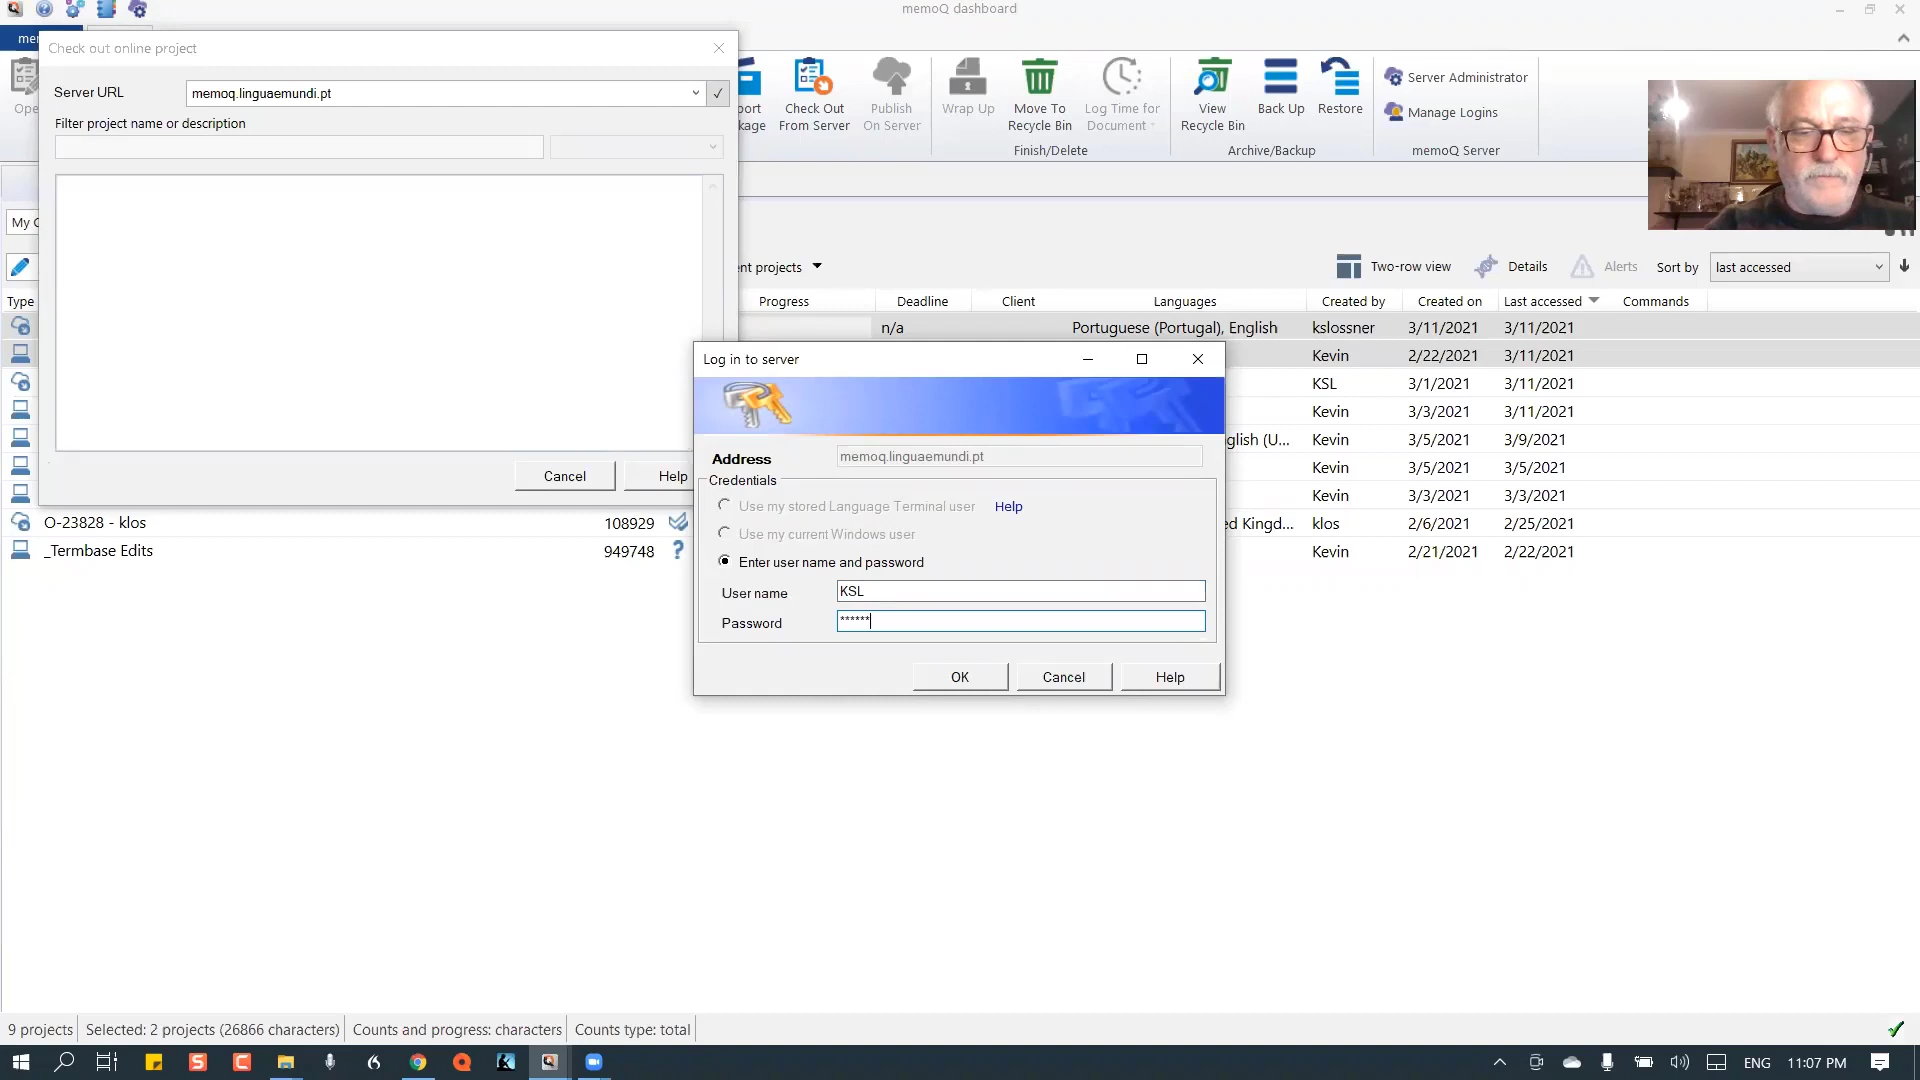 memoQ dashboard
Check out online project
Server URL
memoq.linguaemundi.pt
Filter project name or description
Cancel
Help
Check Out
From Server
Publish
On Server
Wrap Up
Move To
Recycle Bin
Log Time for
Document
Finish/Delete
View
Recycle Bin
Back Up
Restore
Archive/Backup
Server Administrator
Manage Logins
memoQ Server
Two-row view
Details
Alerts
Sort by
last accessed
Type
Progress
Deadline
Client
Languages
Created by
Created on
Last accessed
Commands
n/a
Portuguese (Portugal), English
kslossner
3/11/2021
3/11/2021
Kevin
2/22/2021
3/11/2021
KSL
3/1/2021
3/11/2021
Kevin
3/3/2021
3/11/2021
glish (U...
Kevin
3/5/2021
3/9/2021
Kevin
3/5/2021
3/5/2021
Kevin
3/3/2021
3/3/2021
O-23828 - klos
108929
ed Kingd...
klos
2/6/2021
2/25/2021
_Termbase Edits
949748
Kevin
2/21/2021
2/22/2021
Log in to server
Address
memoq.linguaemundi.pt
Credentials
Use my stored Language Terminal user
Help
Use my current Windows user
Enter user name and password
User name
KSL
Password
******
OK
Cancel
Help
9 projects
Selected: 2 projects (26866 characters)
Counts and progress: characters
Counts type: total
ENG
11:07 PM